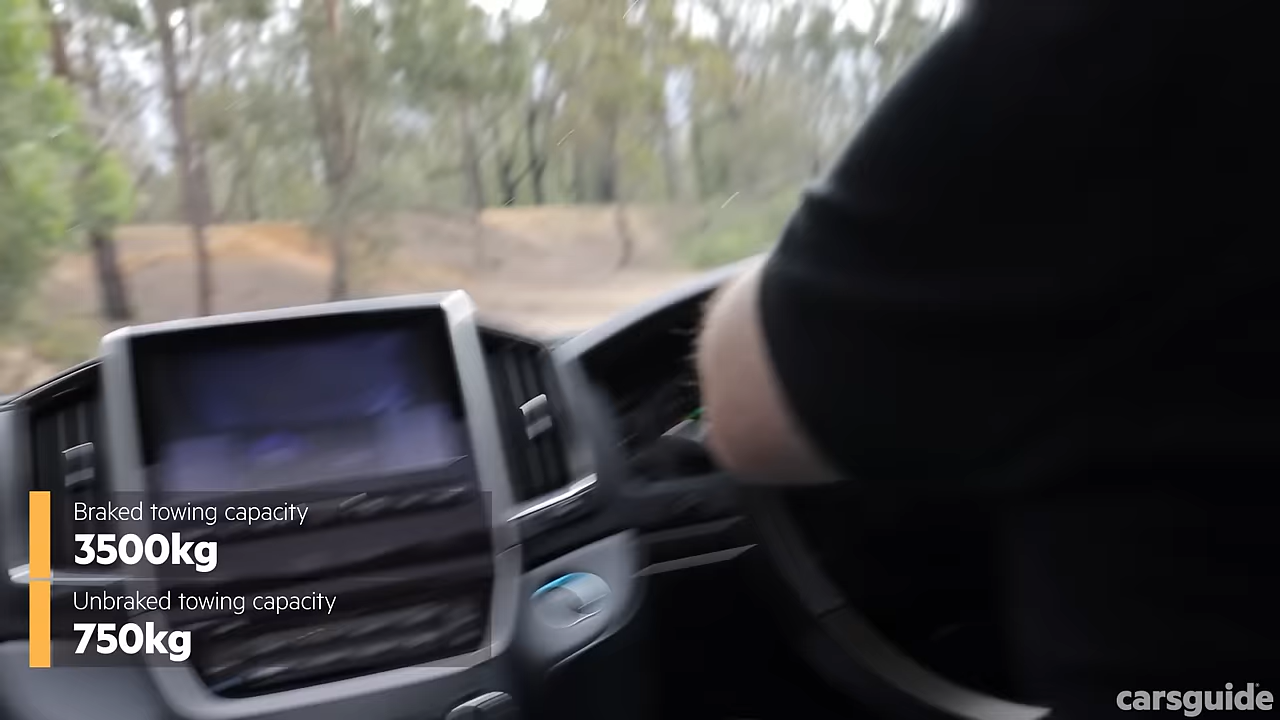 Braked towing capacity
3500kg
Unbraked towing capacity
750kg
carsguide